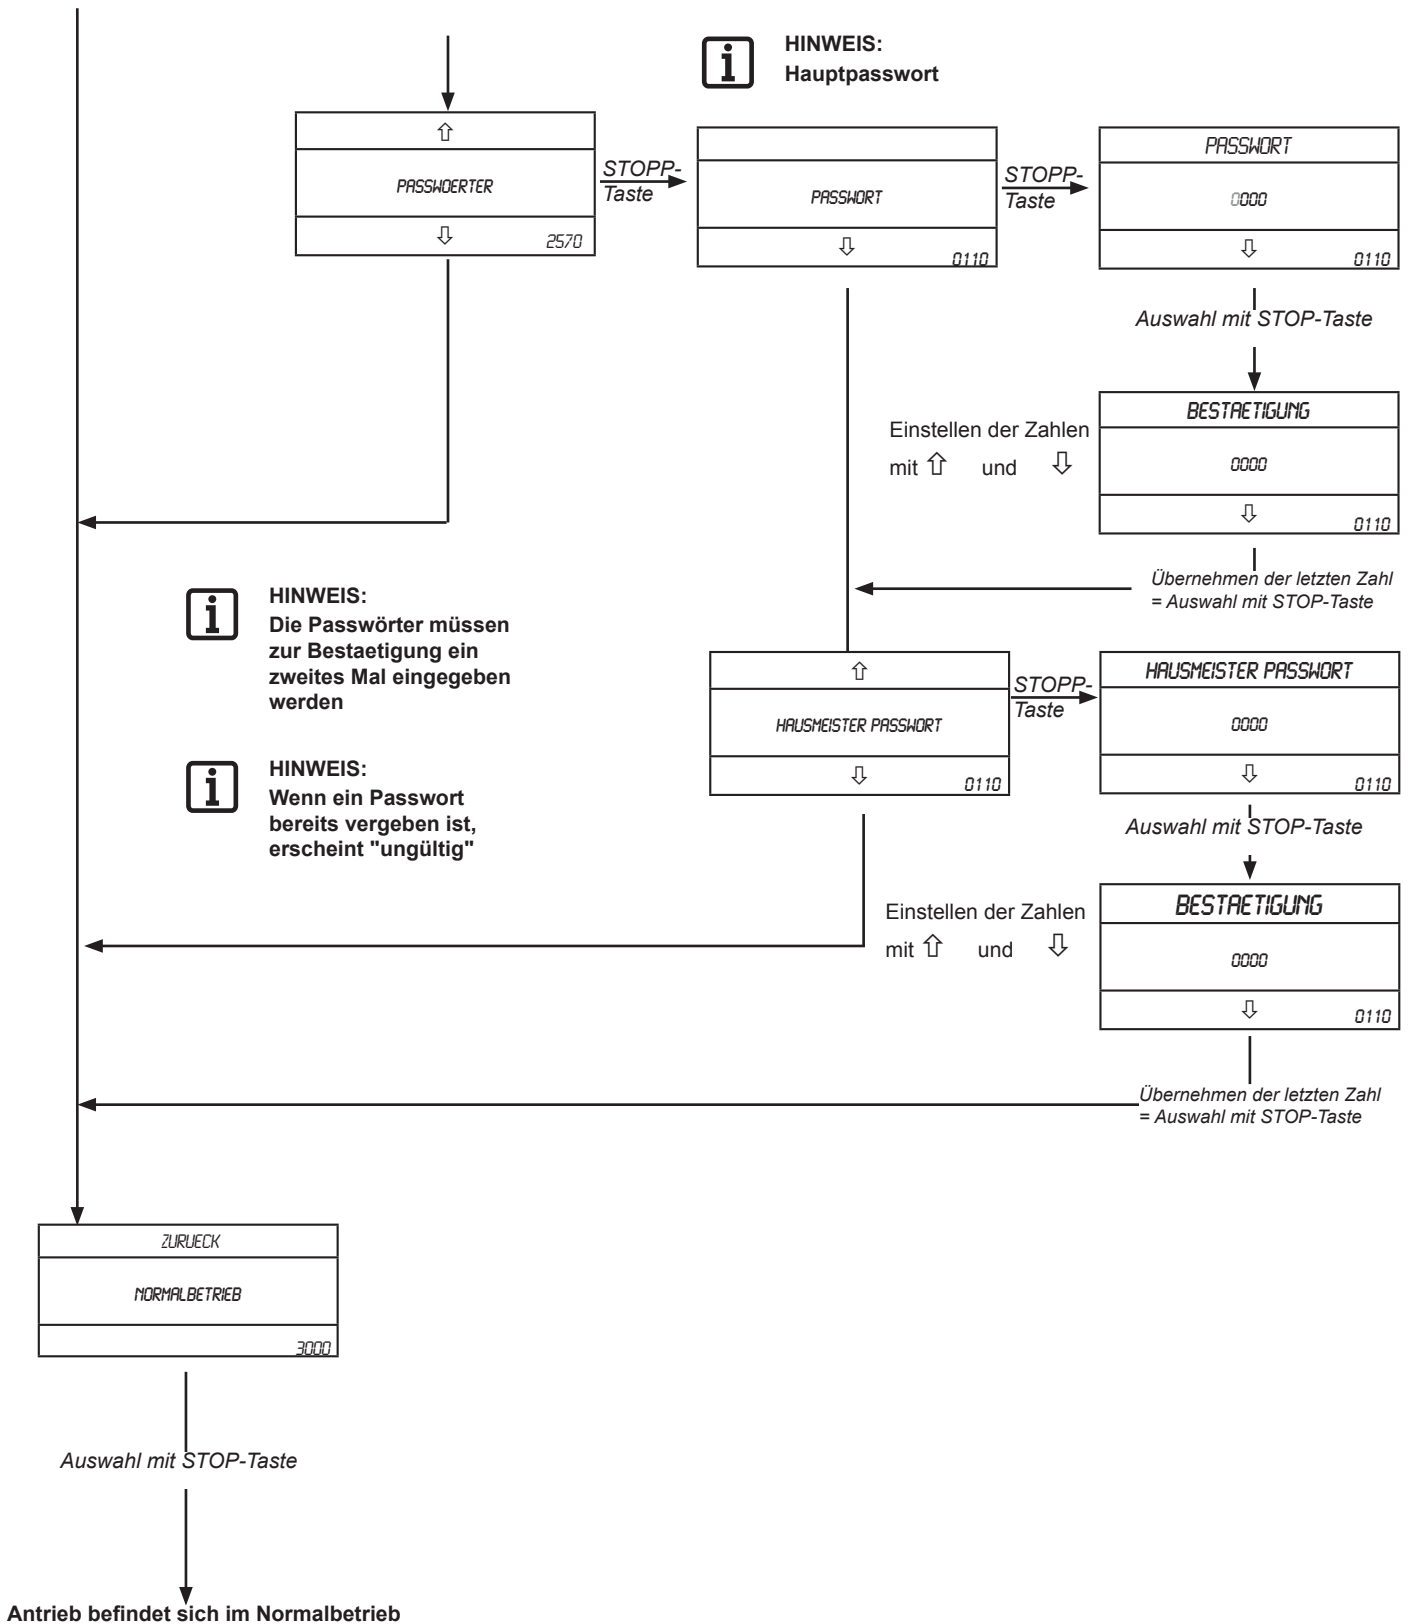 HINWEIS:
Hauptpasswort
⇧
PASSWOERTER
⇩ 2570
STOPP-
Taste
PASSWORT
⇩ 0110
STOPP-
Taste
PASSWORT
0000
⇩ 0110
Auswahl mit STOP-Taste
BESTAETIGUNG
0000
⇩ 0110
Einstellen der Zahlen
mit ⇧ und ⇩
Übernehmen der letzten Zahl
= Auswahl mit STOP-Taste
HINWEIS:
Die Passwörter müssen
zur Bestaetigung ein
zweites Mal eingegeben
werden
⇧
HAUSMEISTER PASSWORT
⇩ 0110
STOPP-
Taste
HAUSMEISTER PASSWORT
0000
⇩ 0110
HINWEIS:
Wenn ein Passwort
bereits vergeben ist,
erscheint "ungültig"
Auswahl mit STOP-Taste
BESTAETIGUNG
0000
⇩ 0110
Einstellen der Zahlen
mit ⇧ und ⇩
Übernehmen der letzten Zahl
= Auswahl mit STOP-Taste
ZURUECK
NORMALBETRIEB
3000
Auswahl mit STOP-Taste
Antrieb befindet sich im Normalbetrieb